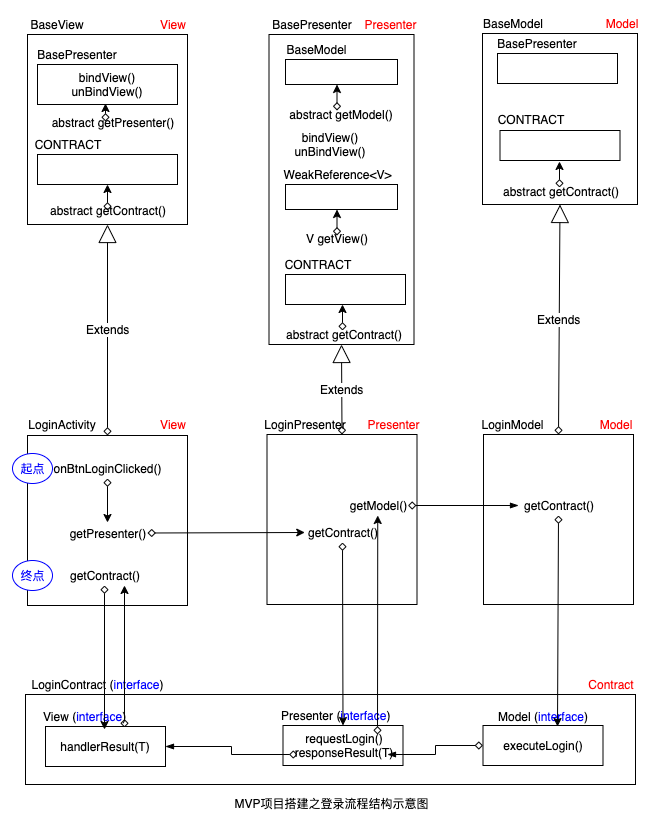 BaseView
View
BasePresenter
bindView()
unBindView()
abstract getPresenter()
CONTRACT
abstract getContract()
BasePresenter
Presenter
BaseModel
abstract getModel()
bindView()
unBindView()
WeakReference<V>
V getView()
CONTRACT
abstract getContract()
BaseModel
Model
BasePresenter
CONTRACT
abstract getContract()
Extends
Extends
Extends
LoginActivity
View
起点
onBtnLoginClicked()
getPresenter()
终点
getContract()
LoginPresenter
Presenter
getModel()
getContract()
LoginModel
Model
getContract()
LoginContract (interface)
Contract
View (interface)
handlerResult(T)
Presenter (interface)
requestLogin()
responseResult(T)
Model (interface)
executeLogin()
MVP项目搭建之登录流程结构示意图